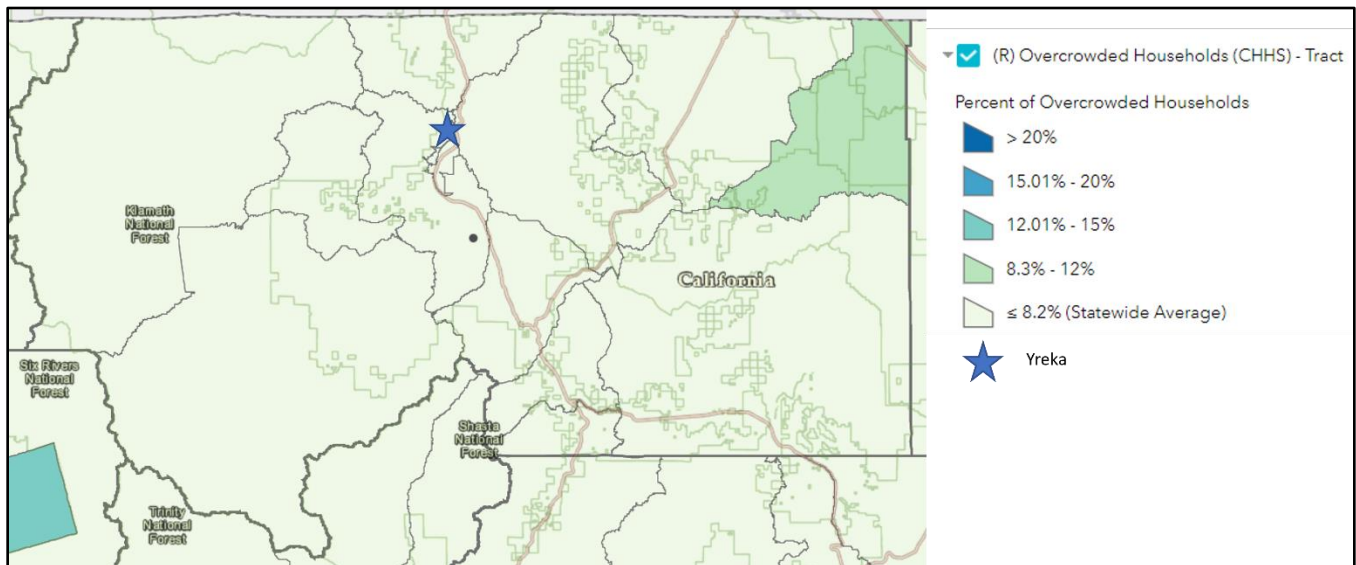 (R) Overcrowded Households (CHHS) - Tract
Percent of Overcrowded Households
> 20%
15.01% - 20%
12.01% - 15%
8.3% - 12%
≤ 8.2% (Statewide Average)
Yreka
Klamath
National
Forest
California
Six Rivers
National
Forest
Shasta
National
Forest
Trinity
National
Forest